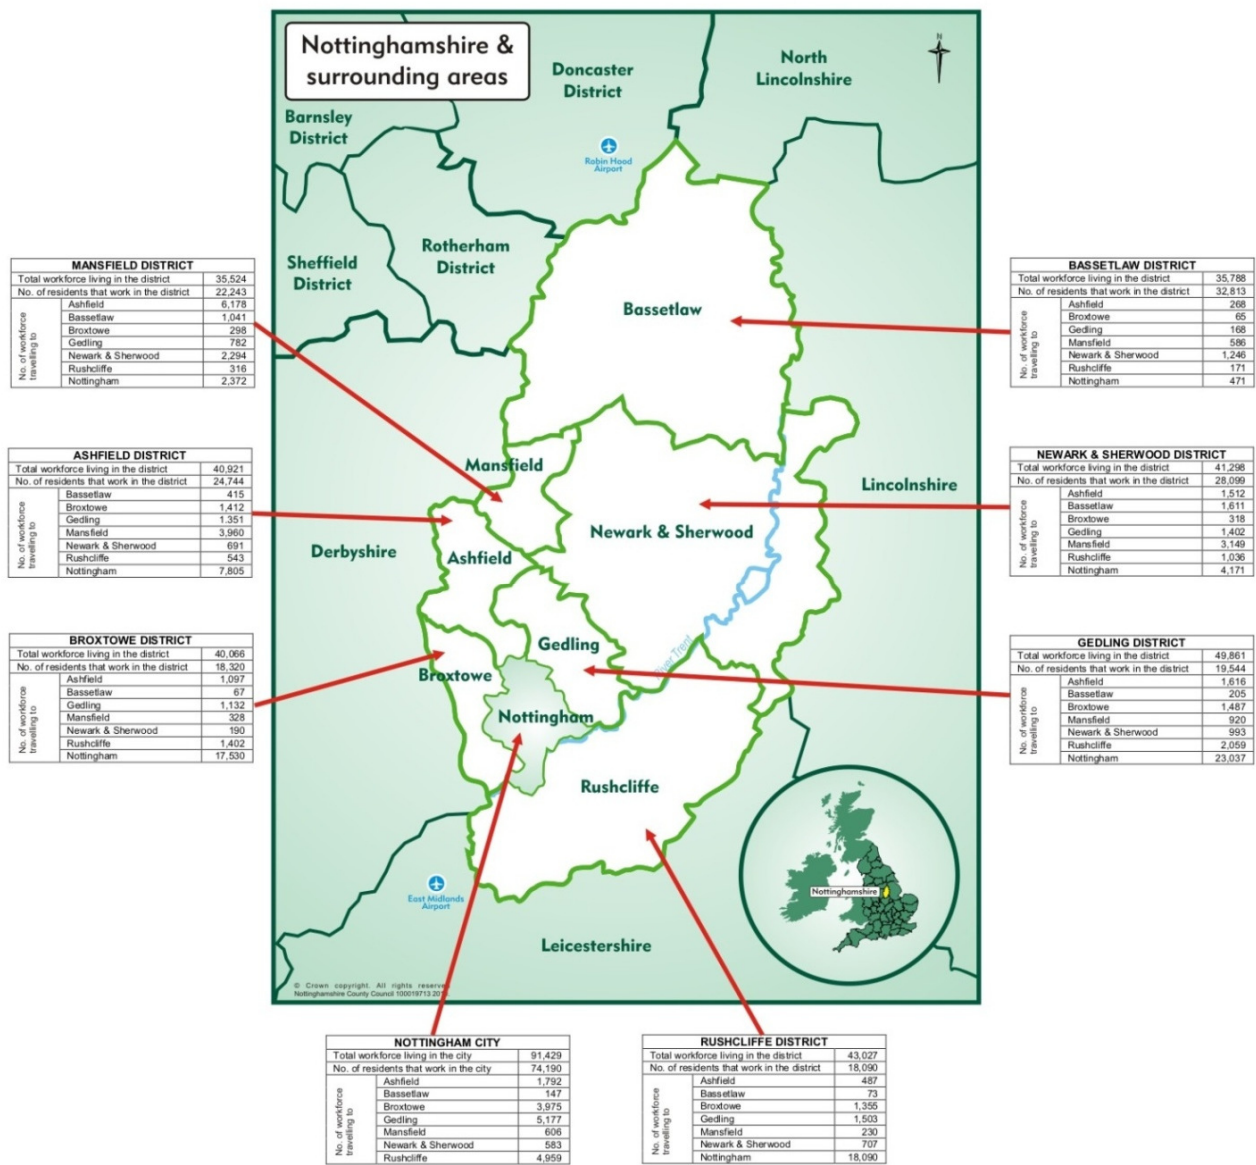 Nottinghamshire &
surrounding areas
N
Doncaster
District
North
Lincolnshire
Barnsley
District
Robin Hood
Airport
Rotherham
District
Sheffield
District
Bassetlaw
Mansfield
Lincolnshire
Newark & Sherwood
Derbyshire
Ashfield
Gedling
River Trent
Broxtowe
Nottingham
Rushcliffe
Nottinghamshire
East Midlands
Airport
Leicestershire
© Crown copyright. All rights reserved
Nottinghamshire County Council 100019713
MANSFIELD DISTRICT
Total workforce living in the district 35,524
No. of residents that work in the district 22,243
No. of workforce
travelling to
Ashfield 6,178
Bassetlaw 1,041
Broxtowe 298
Gedling 782
Newark & Sherwood 2,294
Rushcliffe 316
Nottingham 2,372
ASHFIELD DISTRICT
Total workforce living in the district 40,921
No. of residents that work in the district 24,744
No. of workforce
travelling to
Bassetlaw 415
Broxtowe 1,412
Gedling 1,351
Mansfield 3,960
Newark & Sherwood 691
Rushcliffe 543
Nottingham 7,805
BROXTOWE DISTRICT
Total workforce living in the district 40,066
No. of residents that work in the district 18,320
No. of workforce
travelling to
Ashfield 1,097
Bassetlaw 67
Gedling 1,132
Mansfield 328
Newark & Sherwood 190
Rushcliffe 1,402
Nottingham 17,530
BASSETLAW DISTRICT
Total workforce living in the district 35,788
No. of residents that work in the district 32,813
No. of workforce
travelling to
Ashfield 268
Broxtowe 65
Gedling 168
Mansfield 586
Newark & Sherwood 1,246
Rushcliffe 171
Nottingham 471
NEWARK & SHERWOOD DISTRICT
Total workforce living in the district 41,298
No. of residents that work in the district 28,099
No. of workforce
travelling to
Ashfield 1,512
Bassetlaw 1,611
Broxtowe 318
Gedling 1,402
Mansfield 3,149
Rushcliffe 1,036
Nottingham 4,171
GEDLING DISTRICT
Total workforce living in the district 49,861
No. of residents that work in the district 19,544
No. of workforce
travelling to
Ashfield 1,616
Bassetlaw 205
Broxtowe 1,487
Mansfield 920
Newark & Sherwood 993
Rushcliffe 2,059
Nottingham 23,037
NOTTINGHAM CITY
Total workforce living in the city 91,429
No. of residents that work in the city 74,190
No. of workforce
travelling to
Ashfield 1,792
Bassetlaw 147
Broxtowe 3,975
Gedling 5,177
Mansfield 606
Newark & Sherwood 583
Rushcliffe 4,959
RUSHCLIFFE DISTRICT
Total workforce living in the district 43,027
No. of residents that work in the district 18,090
No. of workforce
travelling to
Ashfield 487
Bassetlaw 73
Broxtowe 1,355
Gedling 1,503
Mansfield 230
Newark & Sherwood 707
Nottingham 18,090